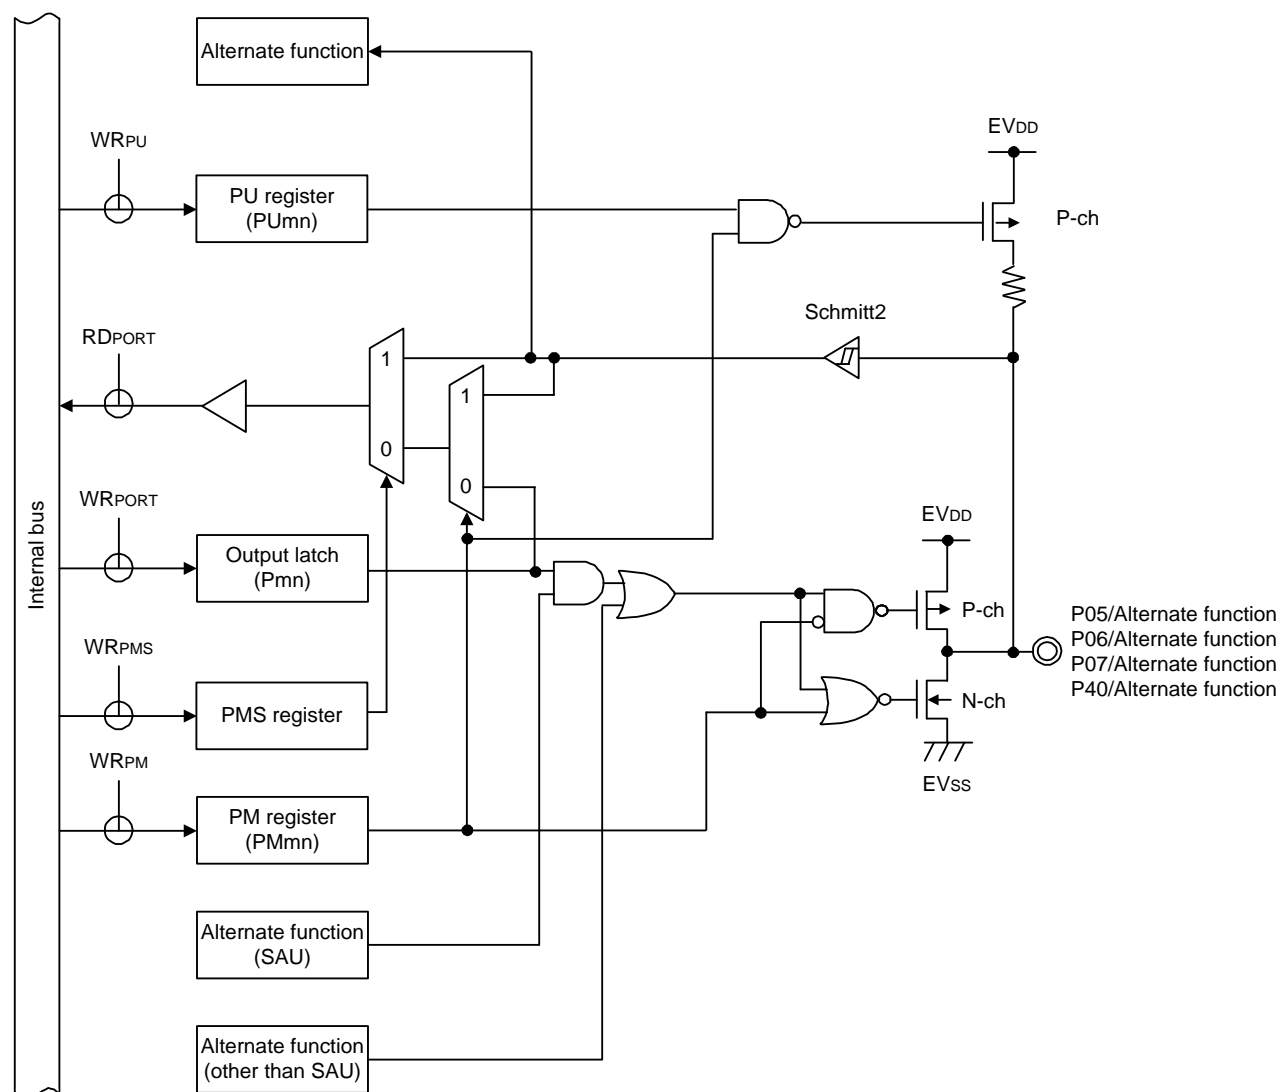 Alternate function
WRPU
EVDD
PU register
(PUmn)
P-ch
Schmitt2
RDPORT
1
1
0
0
WRPORT
EVDD
Internal bus
Output latch
(Pmn)
P-ch
P05/Alternate function
P06/Alternate function
P07/Alternate function
P40/Alternate function
WRPMS
PMS register
N-ch
WRPM
EVSS
PM register
(PMmn)
Alternate function
(SAU)
Alternate function
(other than SAU)